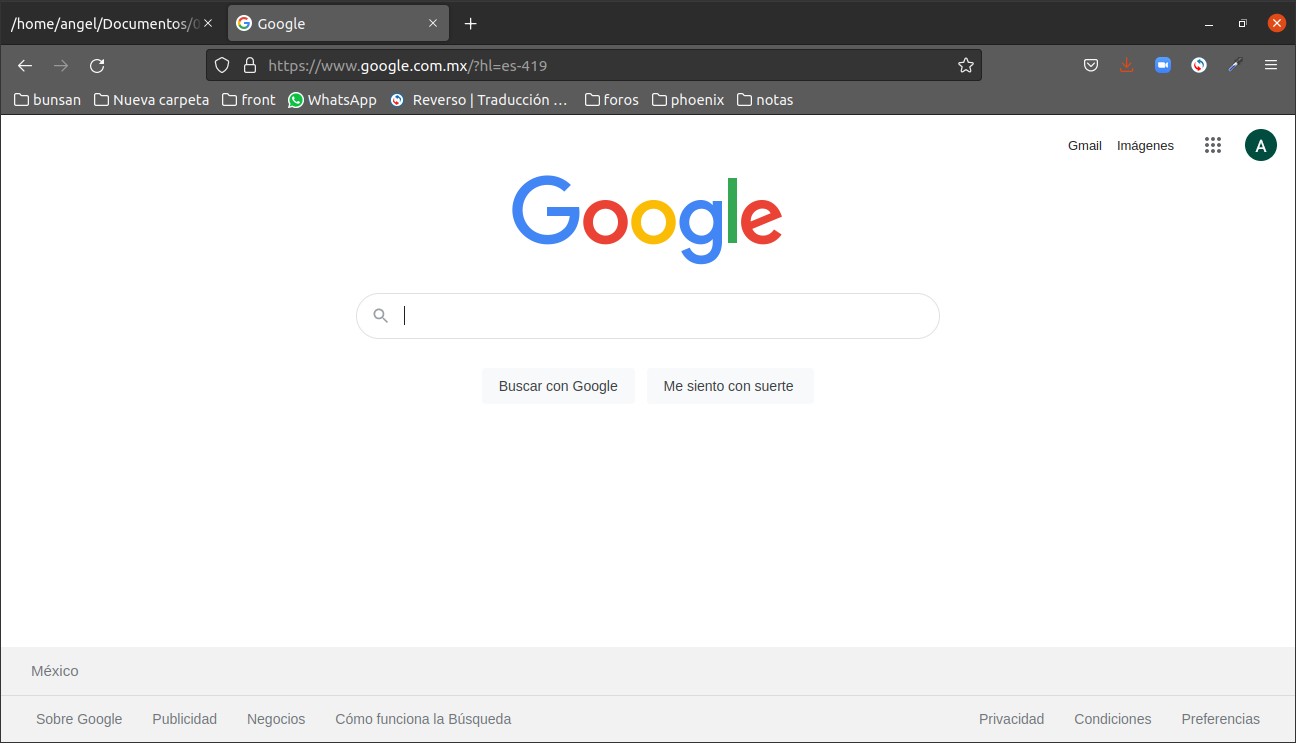 /home/angel/Documentos/0
Google
https://www.google.com.mx/?hl=es-419
bunsan Nueva carpeta front WhatsApp Reverso | Traducción … foros phoenix notas
Gmail Imágenes A
Google
Buscar con Google Me siento con suerte
México
Sobre Google Publicidad Negocios Cómo funciona la Búsqueda Privacidad Condiciones Preferencias